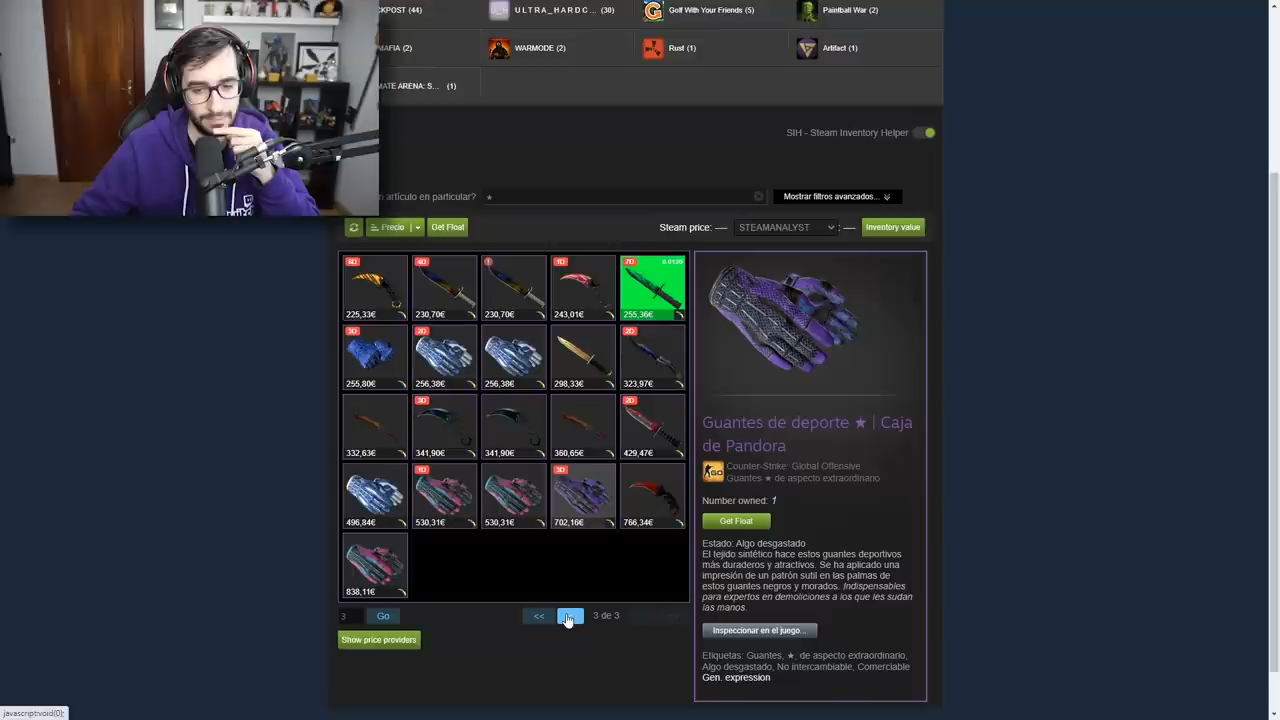 CKPOST (44)
ULTRA_HARDC... (30)
Golf With Your Friends (5)
Paintball War (2)
MAFIA (2)
WARMODE (2)
Rust (1)
Artifact (1)
MATE ARENA: S... (1)
SIH - Steam Inventory Helper
n artículo en particular?
★
Mostrar filtros avanzados...
Precio
Get Float
Steam price: —
STEAMANALYST
: —
Inventory value
225,33€
230,70€
230,70€
243,01€
255,36€
255,80€
256,38€
256,38€
298,33€
323,97€
332,63€
341,90€
341,90€
360,65€
429,47€
496,84€
530,31€
530,31€
702,16€
766,34€
838,11€
3
Go
<<
3 de 3
Show price providers
Guantes de deporte ★ | Caja
de Pandora
Counter-Strike: Global Offensive
Guantes ★ de aspecto extraordinario
Number owned: 1
Get Float
Estado: Algo desgastado
El tejido sintético hace estos guantes deportivos
más duraderos y atractivos. Se ha aplicado una
impresión de un patrón sutil en las palmas de
estos guantes negros y morados. Indispensables
para expertos en demoliciones a los que les sudan
las manos.
Inspeccionar en el juego...
Etiquetas: Guantes, ★, de aspecto extraordinario,
Algo desgastado, No intercambiable, Comerciable
Gen. expression
javascript:void(0);